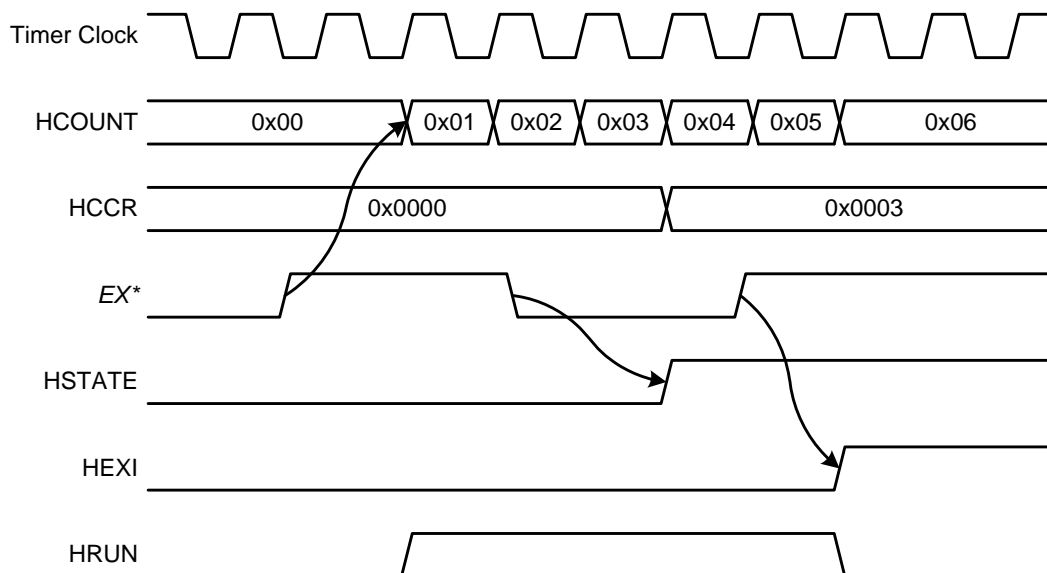 Timer Clock
HCOUNT 0x00 0x01 0x02 0x03 0x04 0x05 0x06
HCCR 0x0000 0x0003
EX*
HSTATE
HEXI
HRUN